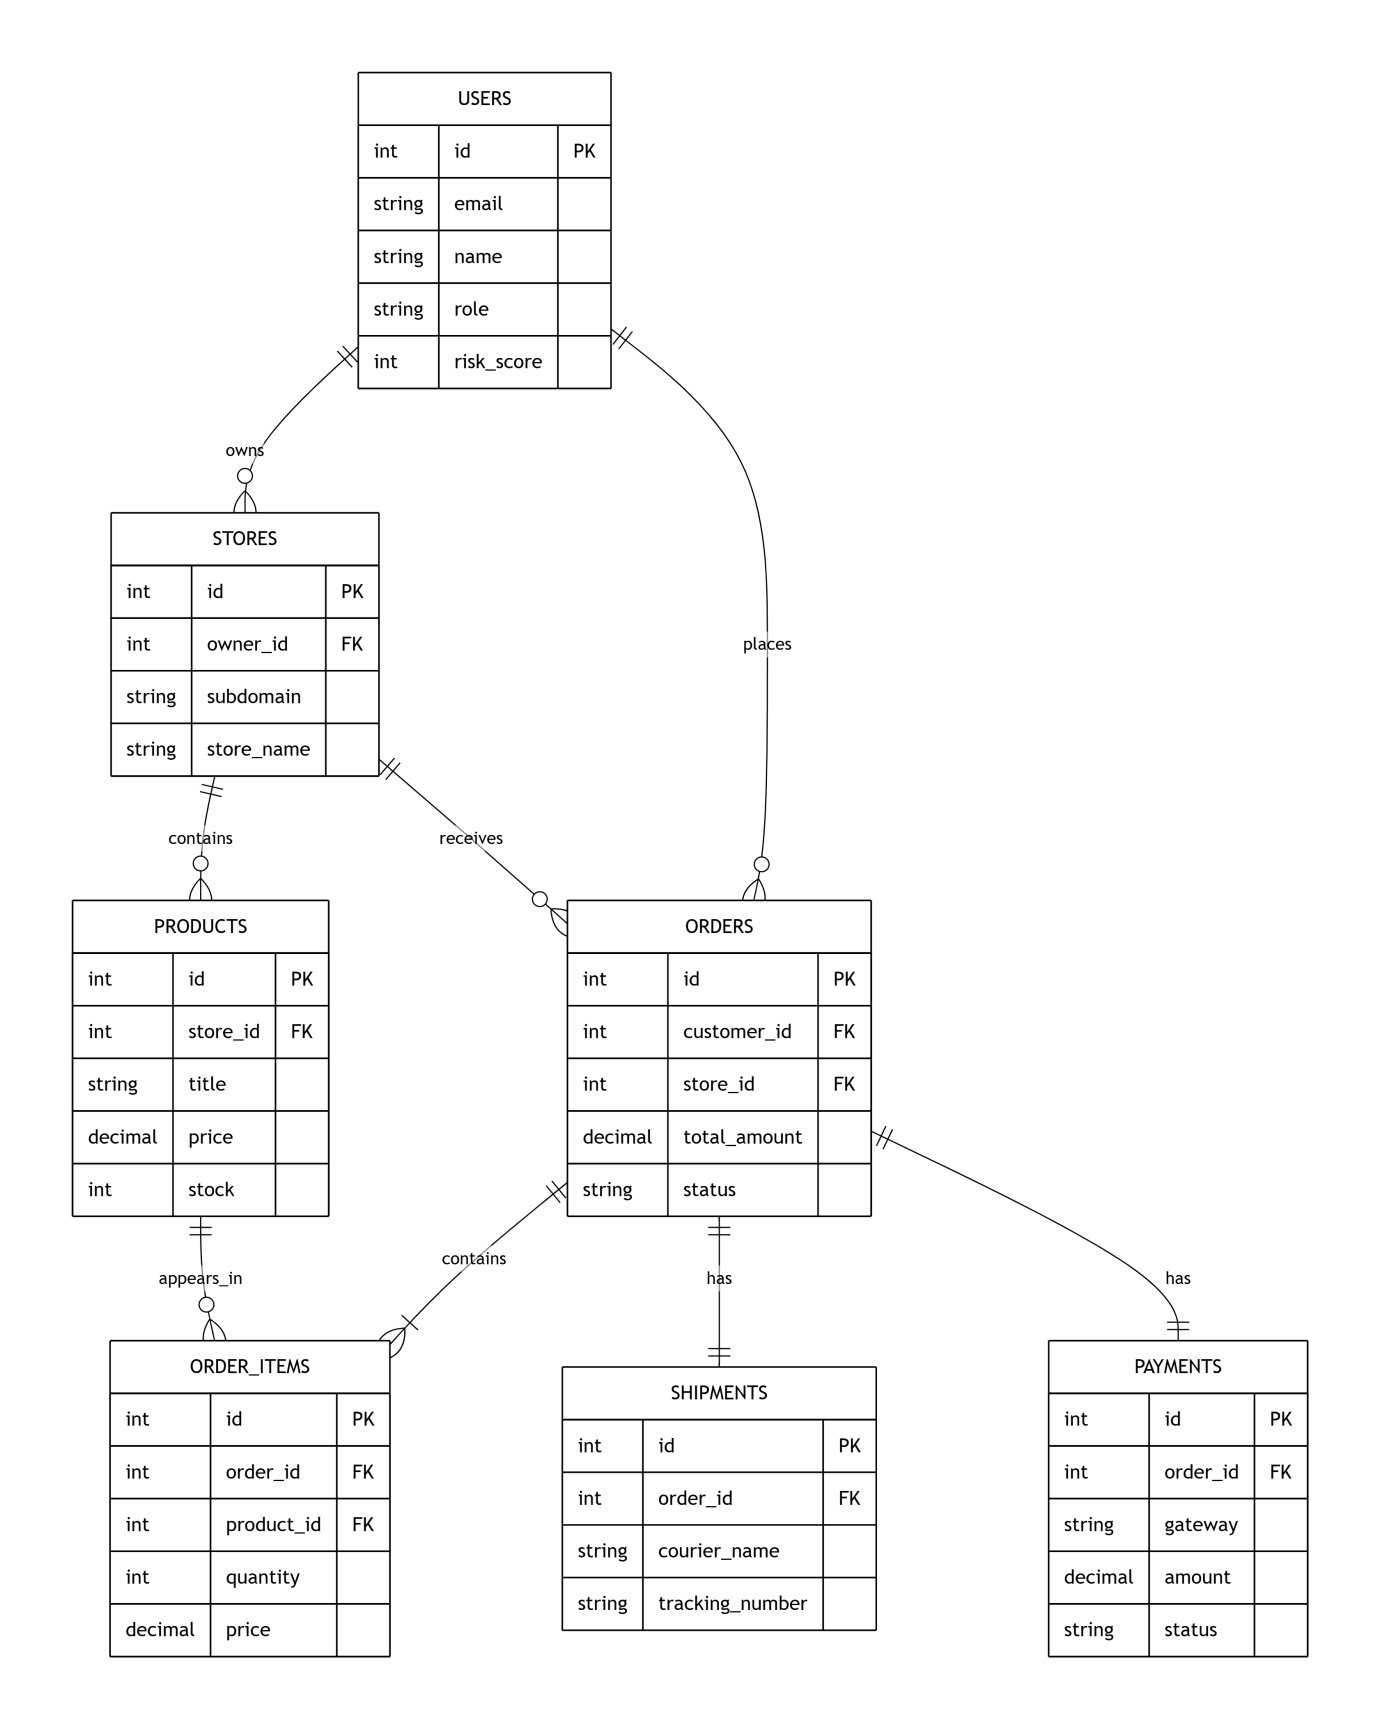 USERS
int id PK
string email
string name
string role
int risk_score
owns
places
STORES
int id PK
int owner_id FK
string subdomain
string store_name
contains
receives
PRODUCTS
int id PK
int store_id FK
string title
decimal price
int stock
ORDERS
int id PK
int customer_id FK
int store_id FK
decimal total_amount
string status
appears_in
contains
has
has
ORDER_ITEMS
int id PK
int order_id FK
int product_id FK
int quantity
decimal price
SHIPMENTS
int id PK
int order_id FK
string courier_name
string tracking_number
PAYMENTS
int id PK
int order_id FK
string gateway
decimal amount
string status